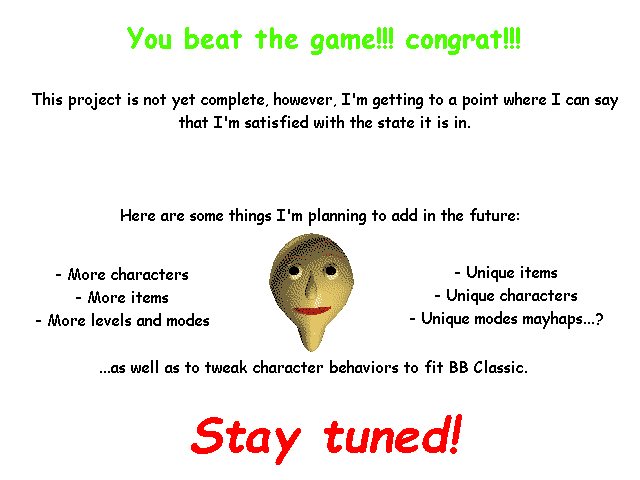 You beat the game!!! congrat!!!
This project is not yet complete, however, I'm getting to a point where I can say
that I'm satisfied with the state it is in.
Here are some things I'm planning to add in the future:
- More characters
- More items
- More levels and modes
- Unique items
- Unique characters
- Unique modes mayhaps...?
...as well as to tweak character behaviors to fit BB Classic.
Stay tuned!